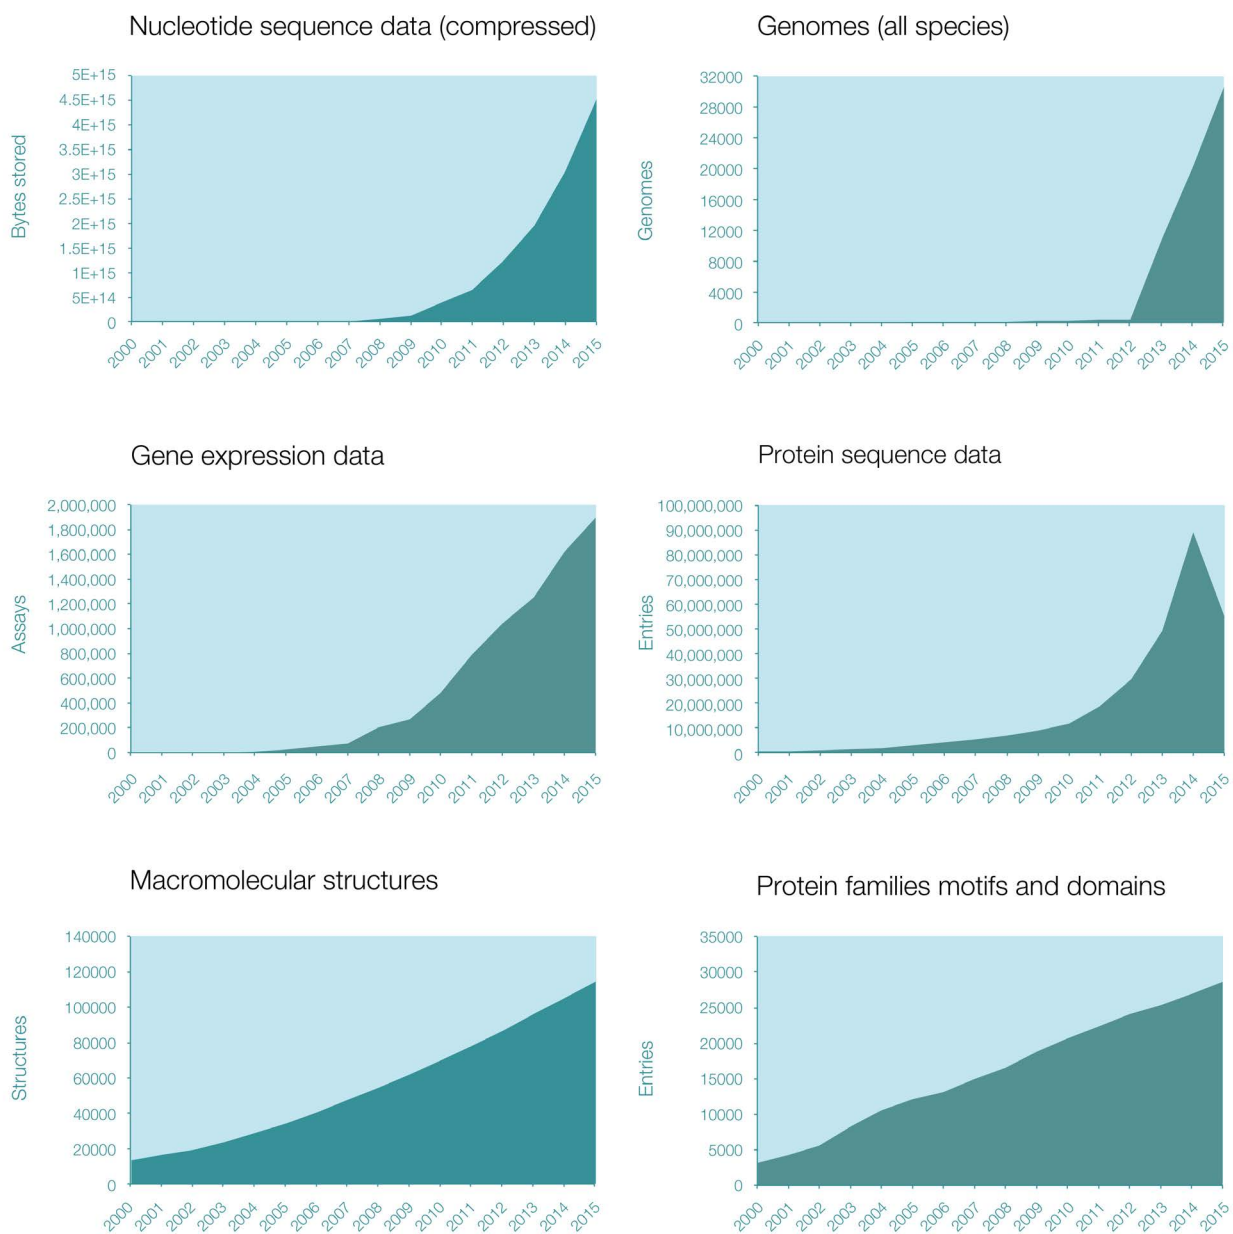 Nucleotide sequence data (compressed)
Bytes stored
5E+15
4.5E+15
4E+15
3.5E+15
3E+15
2.5E+15
2E+15
1.5E+15
1E+15
5E+14
0
2000 2001 2002 2003 2004 2005 2006 2007 2008 2009 2010 2011 2012 2013 2014 2015
Genomes (all species)
Genomes
32000
28000
24000
20000
16000
12000
8000
4000
0
2000 2001 2002 2003 2004 2005 2006 2007 2008 2009 2010 2011 2012 2013 2014 2015
Gene expression data
Assays
2,000,000
1,800,000
1,600,000
1,400,000
1,200,000
1,000,000
800,000
600,000
400,000
200,000
0
2000 2001 2002 2003 2004 2005 2006 2007 2008 2009 2010 2011 2012 2013 2014 2015
Protein sequence data
Entries
100,000,000
90,000,000
80,000,000
70,000,000
60,000,000
50,000,000
40,000,000
30,000,000
20,000,000
10,000,000
0
2000 2001 2002 2003 2004 2005 2006 2007 2008 2009 2010 2011 2012 2013 2014 2015
Macromolecular structures
Structures
140000
120000
100000
80000
60000
40000
20000
0
2000 2001 2002 2003 2004 2005 2006 2007 2008 2009 2010 2011 2012 2013 2014 2015
Protein families motifs and domains
Entries
35000
30000
25000
20000
15000
10000
5000
0
2000 2001 2002 2003 2004 2005 2006 2007 2008 2009 2010 2011 2012 2013 2014 2015